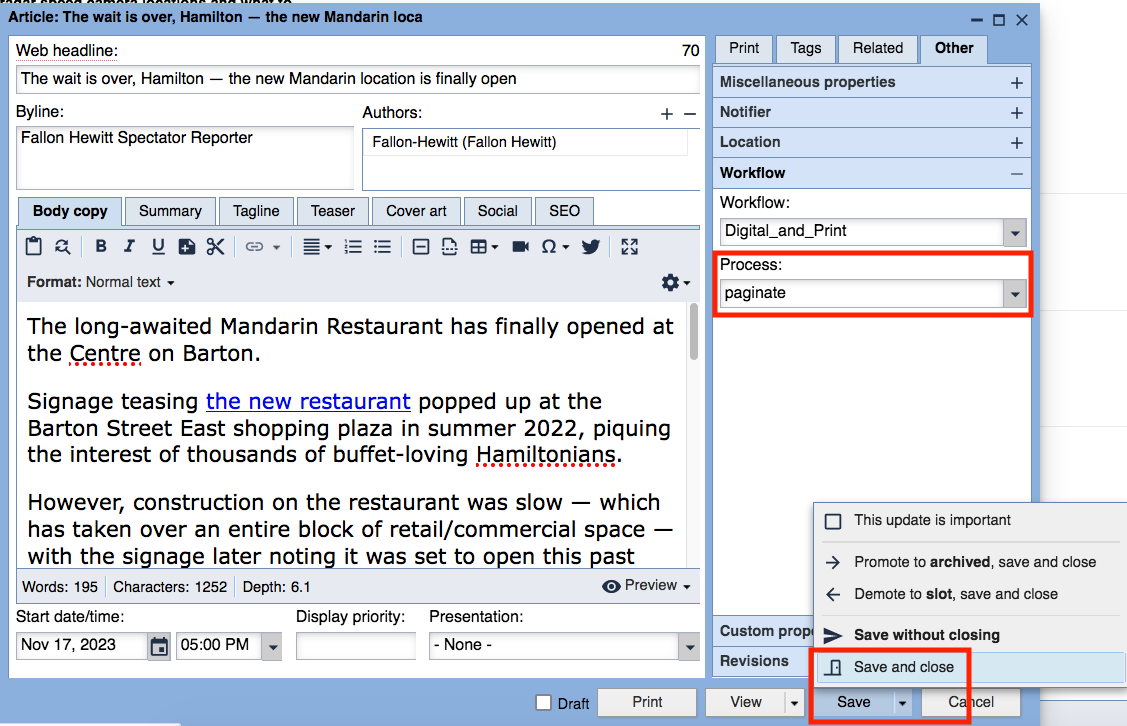 Article: The wait is over, Hamilton — the new Mandarin loca
Web headline: 70
The wait is over, Hamilton — the new Mandarin location is finally open
Byline:
Fallon Hewitt Spectator Reporter
Authors:
Fallon-Hewitt (Fallon Hewitt)
Body copy Summary Tagline Teaser Cover art Social SEO
Format: Normal text
The long-awaited Mandarin Restaurant has finally opened at
the Centre on Barton.
Signage teasing the new restaurant popped up at the
Barton Street East shopping plaza in summer 2022, piquing
the interest of thousands of buffet-loving Hamiltonians.
However, construction on the restaurant was slow — which
has taken over an entire block of retail/commercial space —
with the signage later noting it was set to open this past
Words: 195 Characters: 1252 Depth: 6.1 Preview
Start date/time: Display priority: Presentation:
Nov 17, 2023 05:00 PM - None -
Print Tags Related Other
Miscellaneous properties
Notifier
Location
Workflow
Workflow:
Digital_and_Print
Process:
paginate
Custom prop
Revisions
This update is important
Promote to archived, save and close
Demote to slot, save and close
Save without closing
Save and close
Draft Print View Save Cancel